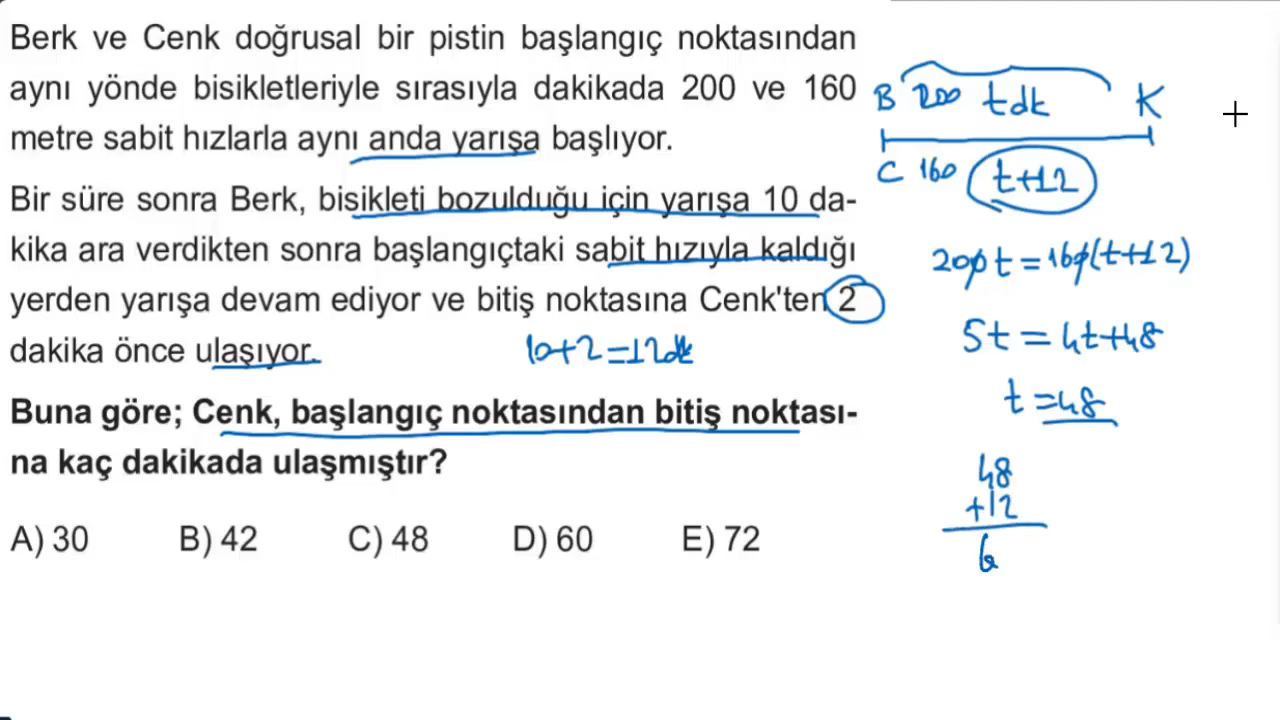 Berk ve Cenk doğrusal bir pistin başlangıç noktasından
aynı yönde bisikletleriyle sırasıyla dakikada 200 ve 160
metre sabit hızlarla aynı anda yarışa başlıyor.
Bir süre sonra Berk, bisikleti bozulduğu için yarışa 10 da-
kika ara verdikten sonra başlangıçtaki sabit hızıyla kaldığı
yerden yarışa devam ediyor ve bitiş noktasına Cenk'ten 2
dakika önce ulaşıyor.
10+2=12dk
Buna göre; Cenk, başlangıç noktasından bitiş noktası-
na kaç dakikada ulaşmıştır?
A) 30 B) 42 C) 48 D) 60 E) 72
B 200 tdk K
C 160 t+12
200 t=160(t+12)
5t=4t+48
t=48
48
+12
6